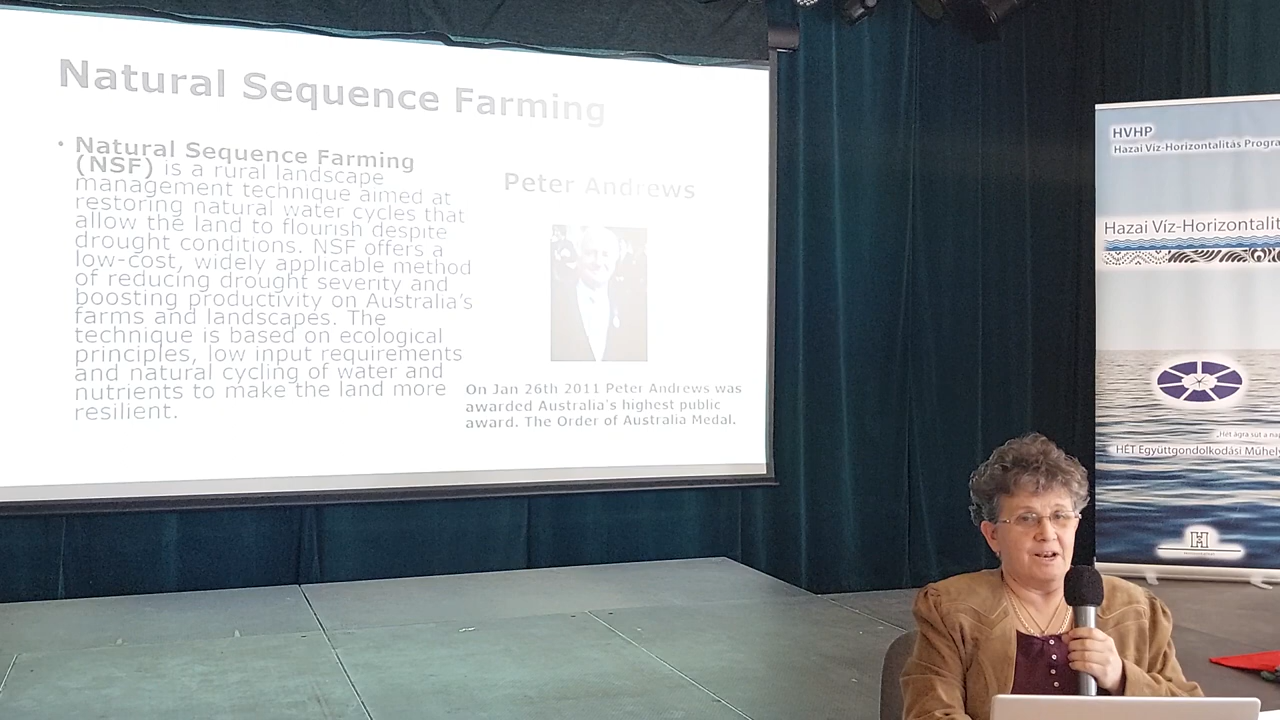 Natural Sequence Farming
• Natural Sequence Farming
(NSF) is a rural landscape
management technique aimed at
restoring natural water cycles that
allow the land to flourish despite
drought conditions. NSF offers a
low-cost, widely applicable method
of reducing drought severity and
boosting productivity on Australia's
farms and landscapes. The
technique is based on ecological
principles, low input requirements
and natural cycling of water and
nutrients to make the land more
resilient.
Peter Andrews
On Jan 26th 2011 Peter Andrews was
awarded Australia's highest public
award. The Order of Australia Medal.
HVHP
Hazai Víz-Horizontalitás Progra
Hazai Víz-Horizontalit
„Hét ágra süt a nap
HÉT Együttgondolkodási Műhely
H